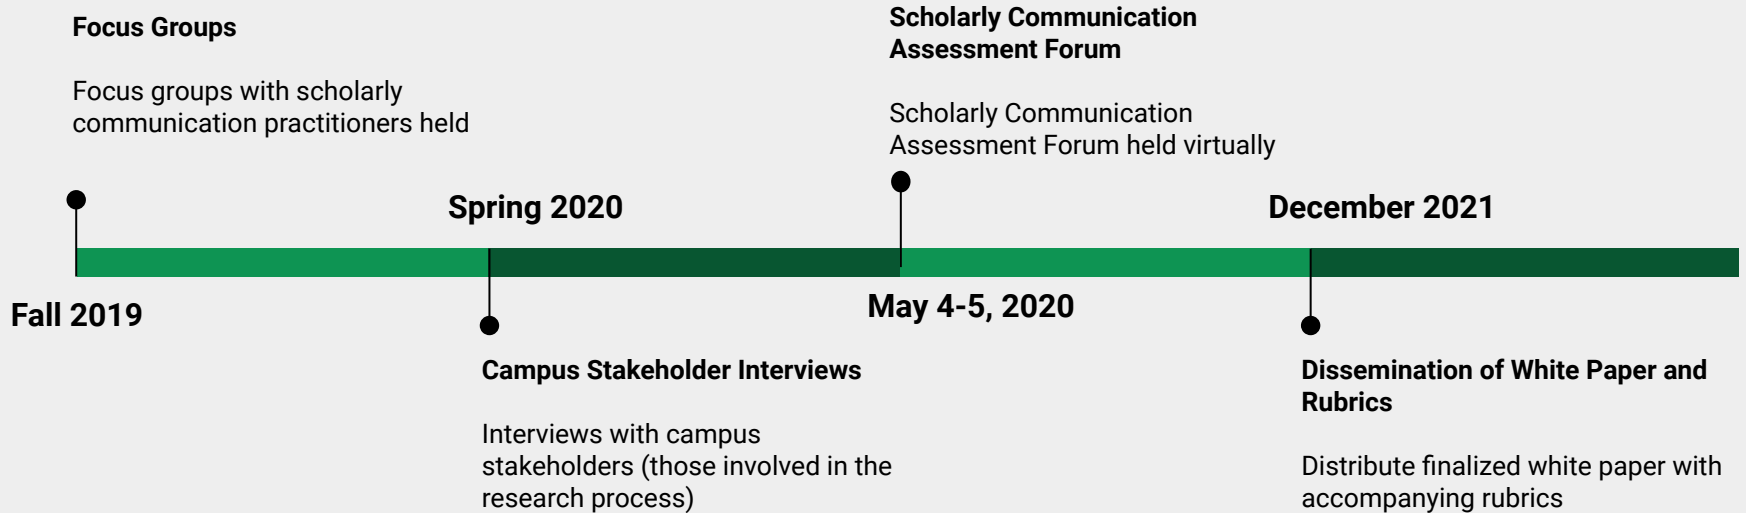 Focus Groups
Focus groups with scholarly
communication practitioners held
Fall 2019
Spring 2020
Campus Stakeholder Interviews
Interviews with campus
stakeholders (those involved in the
research process)
Scholarly Communication
Assessment Forum
Scholarly Communication
Assessment Forum held virtually
May 4-5, 2020
December 2021
Dissemination of White Paper and
Rubrics
Distribute finalized white paper with
accompanying rubrics